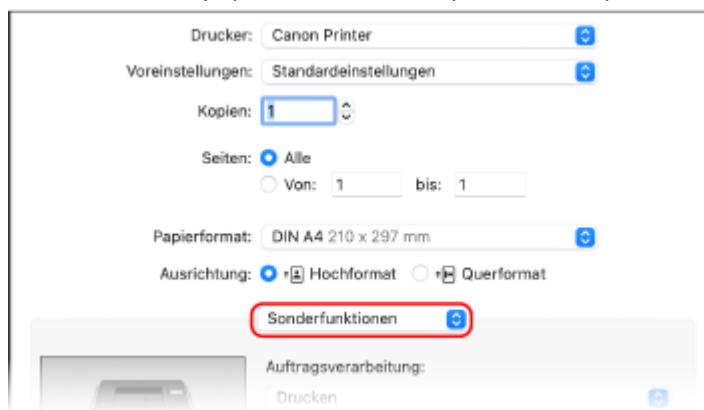 Drucker: Canon Printer
Voreinstellungen: Standardeinstellungen
Kopien: 1
Seiten: Alle
Von: 1 bis: 1
Papierformat: DIN A4 210 x 297 mm
Ausrichtung: Hochformat Querformat
Sonderfunktionen
Auftragsverarbeitung:
Drucken